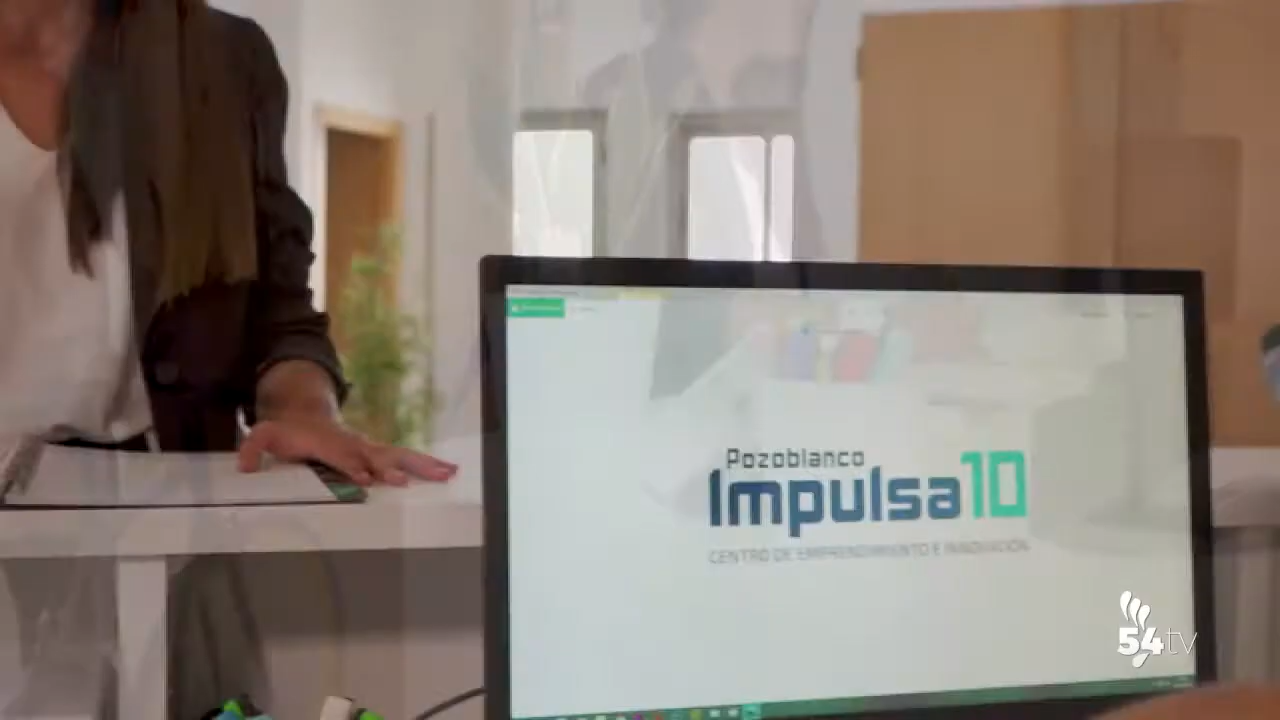 Pozoblanco
Impulsa10
CENTRO DE EMPRENDIMIENTO E INNOVACIÓN
54tv